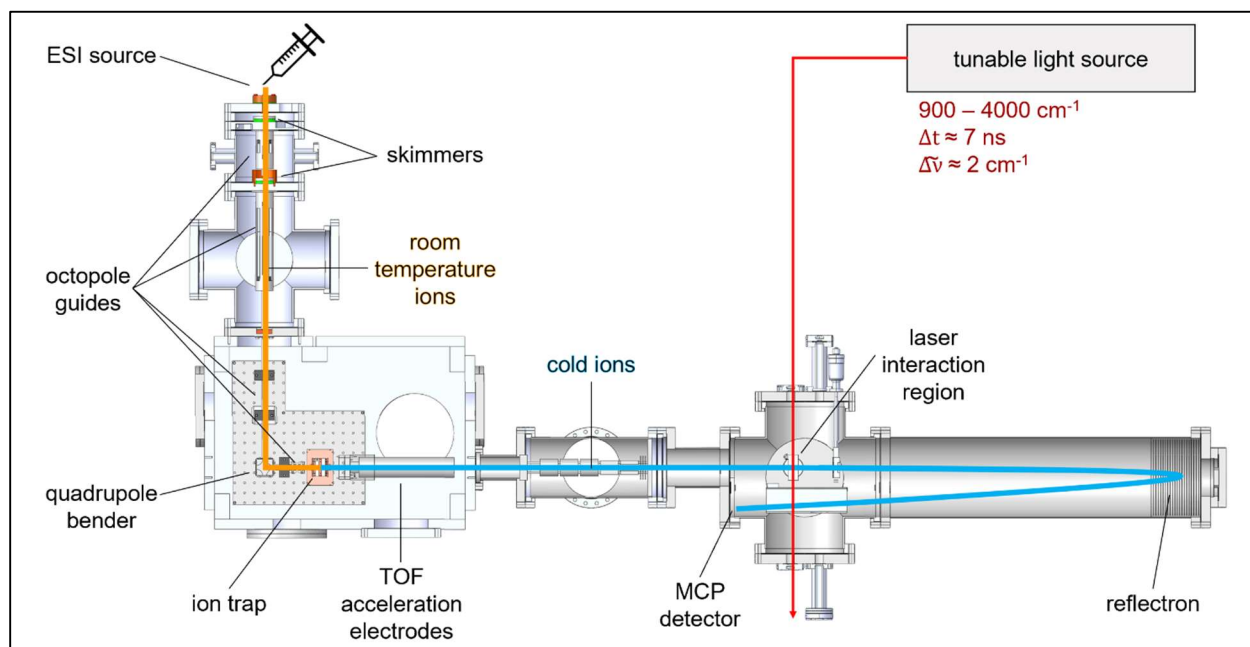 ESI source
skimmers
octopole
guides
room
temperature
ions
quadrupole
bender
ion trap
TOF
acceleration
electrodes
cold ions
tunable light source
900 – 4000 cm⁻¹
Δt ≈ 7 ns
Δν̃ ≈ 2 cm⁻¹
laser
interaction
region
MCP
detector
reflectron